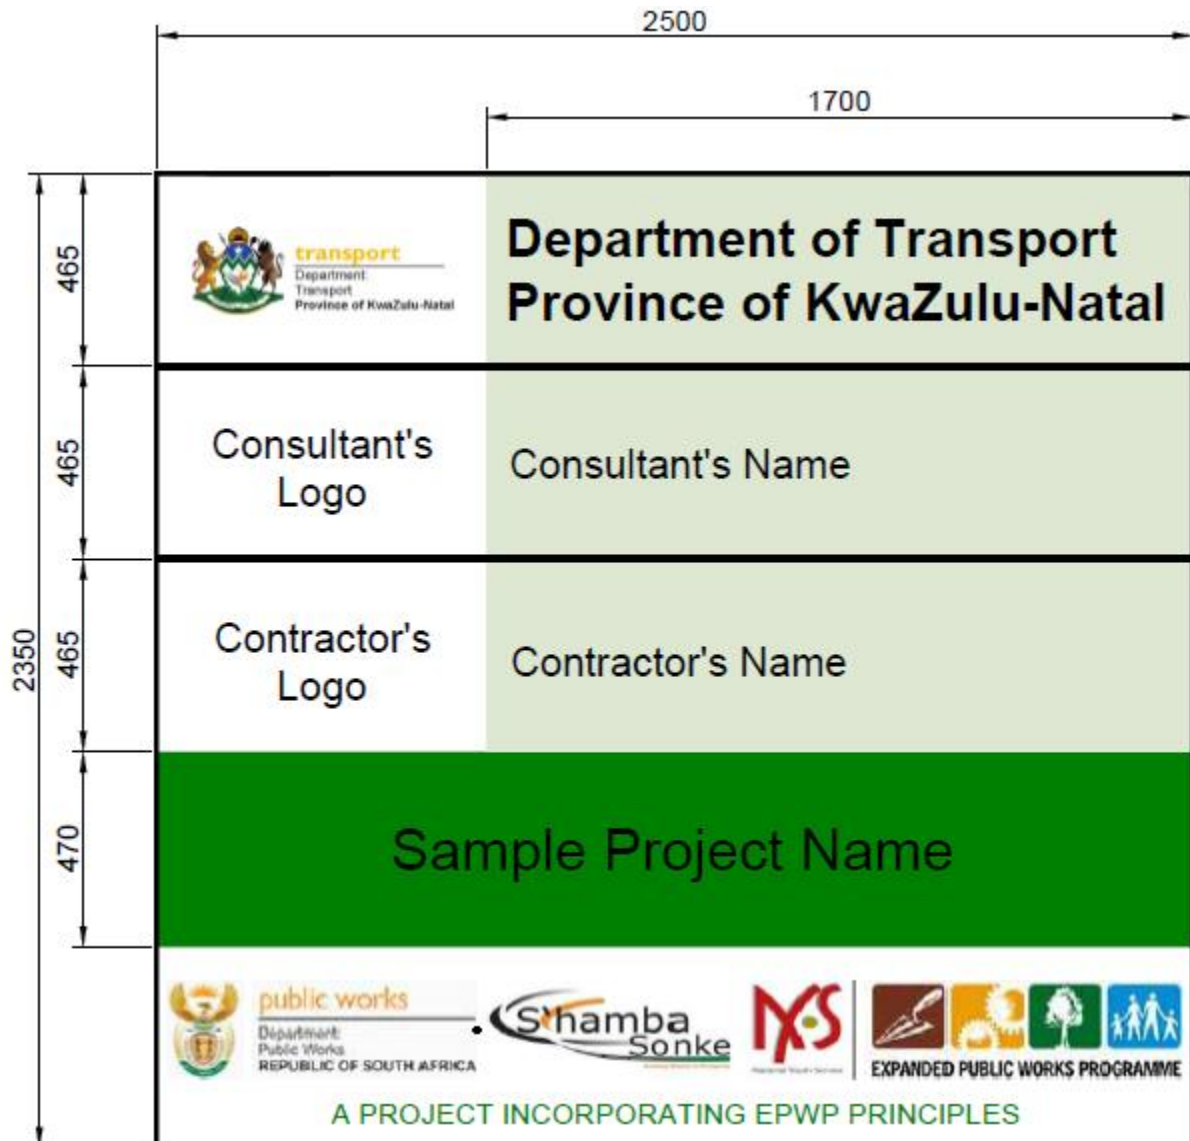 2500
1700
465
transport
Department:
Transport
Province of KwaZulu-Natal
Department of Transport
Province of KwaZulu-Natal
465
Consultant's
Logo
Consultant's Name
2350
465
Contractor's
Logo
Contractor's Name
470
Sample Project Name
public works
Department:
Public Works
REPUBLIC OF SOUTH AFRICA
S'hamba
Sonke
NYS
EXPANDED PUBLIC WORKS PROGRAMME
A PROJECT INCORPORATING EPWP PRINCIPLES